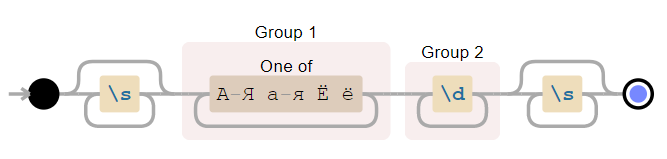 Group 1
Group 2
One of
\s
А-Я а-я Ё ё
\d
\s